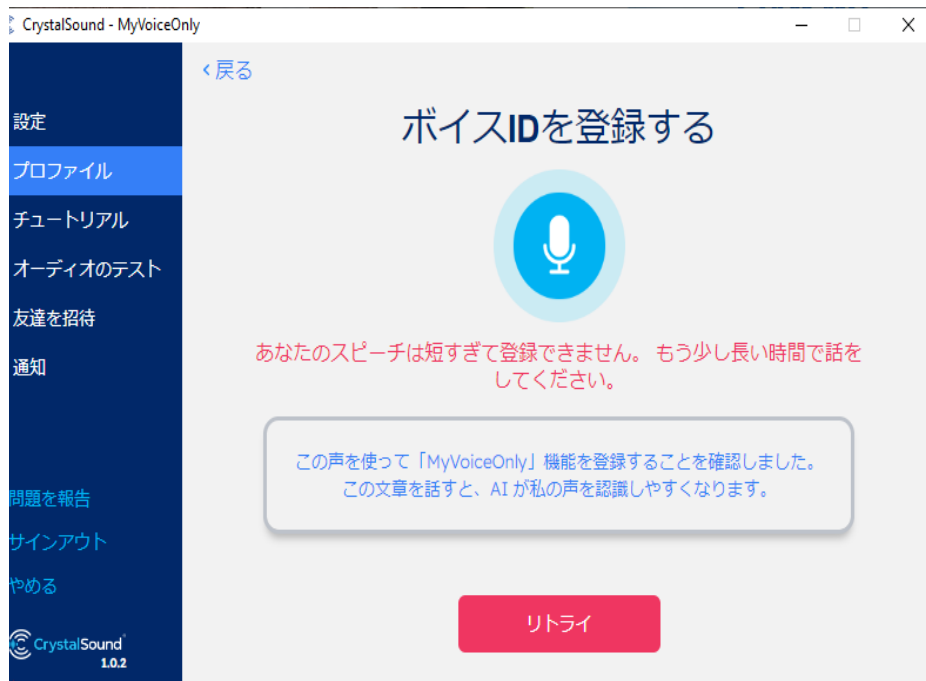 CrystalSound - MyVoiceOnly
戻る
設定
プロファイル
チュートリアル
オーディオのテスト
友達を招待
通知
問題を報告
サインアウト
やめる
CrystalSound
1.0.2
ボイスIDを登録する
あなたのスピーチは短すぎて登録できません。 もう少し長い時間で話を
してください。
この声を使って「MyVoiceOnly」機能を登録することを確認しました。
この文章を話すと、AI が私の声を認識しやすくなります。
リトライ